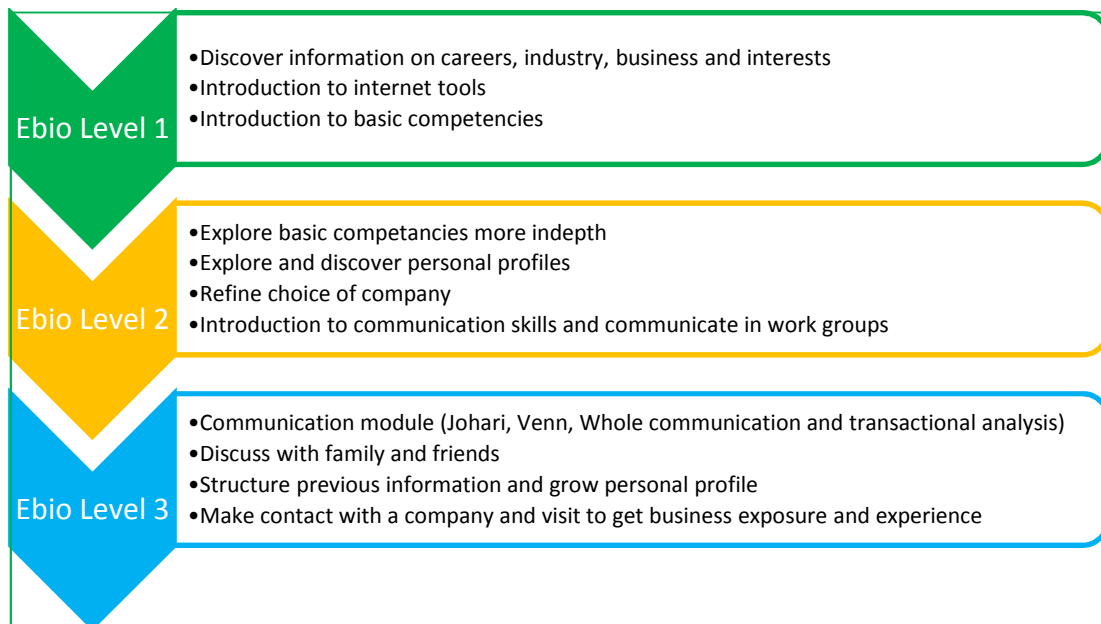 Ebio Level 1
•Discover information on careers, industry, business and interests
•Introduction to internet tools
•Introduction to basic competencies
Ebio Level 2
•Explore basic competancies more indepth
•Explore and discover personal profiles
•Refine choice of company
•Introduction to communication skills and communicate in work groups
Ebio Level 3
•Communication module (Johari, Venn, Whole communication and transactional analysis)
•Discuss with family and friends
•Structure previous information and grow personal profile
•Make contact with a company and visit to get business exposure and experience